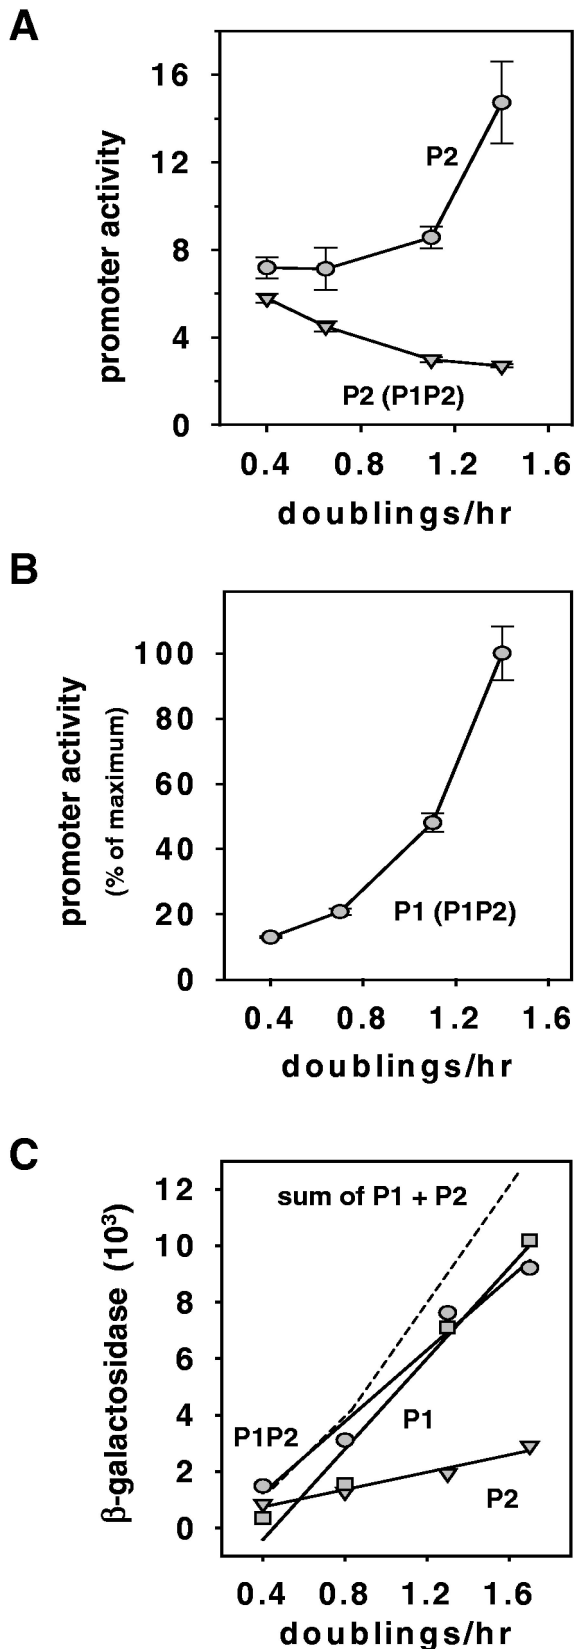 A
promoter activity
16
12
8
4
0
P2
P2 (P1P2)
0.4 0.8 1.2 1.6
doublings/hr
B
promoter activity
(% of maximum)
100
80
60
40
20
0
P1 (P1P2)
0.4 0.8 1.2 1.6
doublings/hr
C
β-galactosidase (10³)
12
10
8
6
4
2
0
sum of P1 + P2
P1P2
P1
P2
0.4 0.8 1.2 1.6
doublings/hr